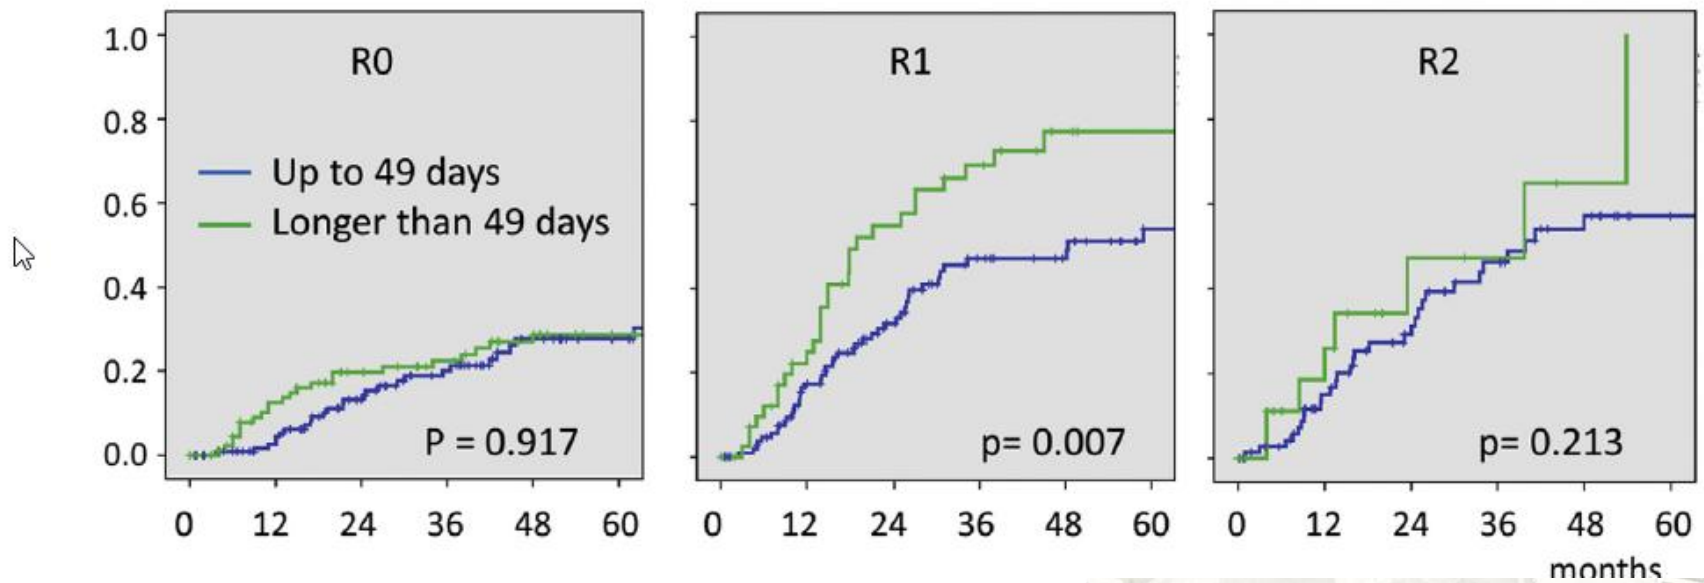 R0
R1
R2
1.0
0.8
0.6
0.4
0.2
0.0
Up to 49 days
Longer than 49 days
P = 0.917
p= 0.007
p= 0.213
0 12 24 36 48 60
0 12 24 36 48 60
0 12 24 36 48 60
months